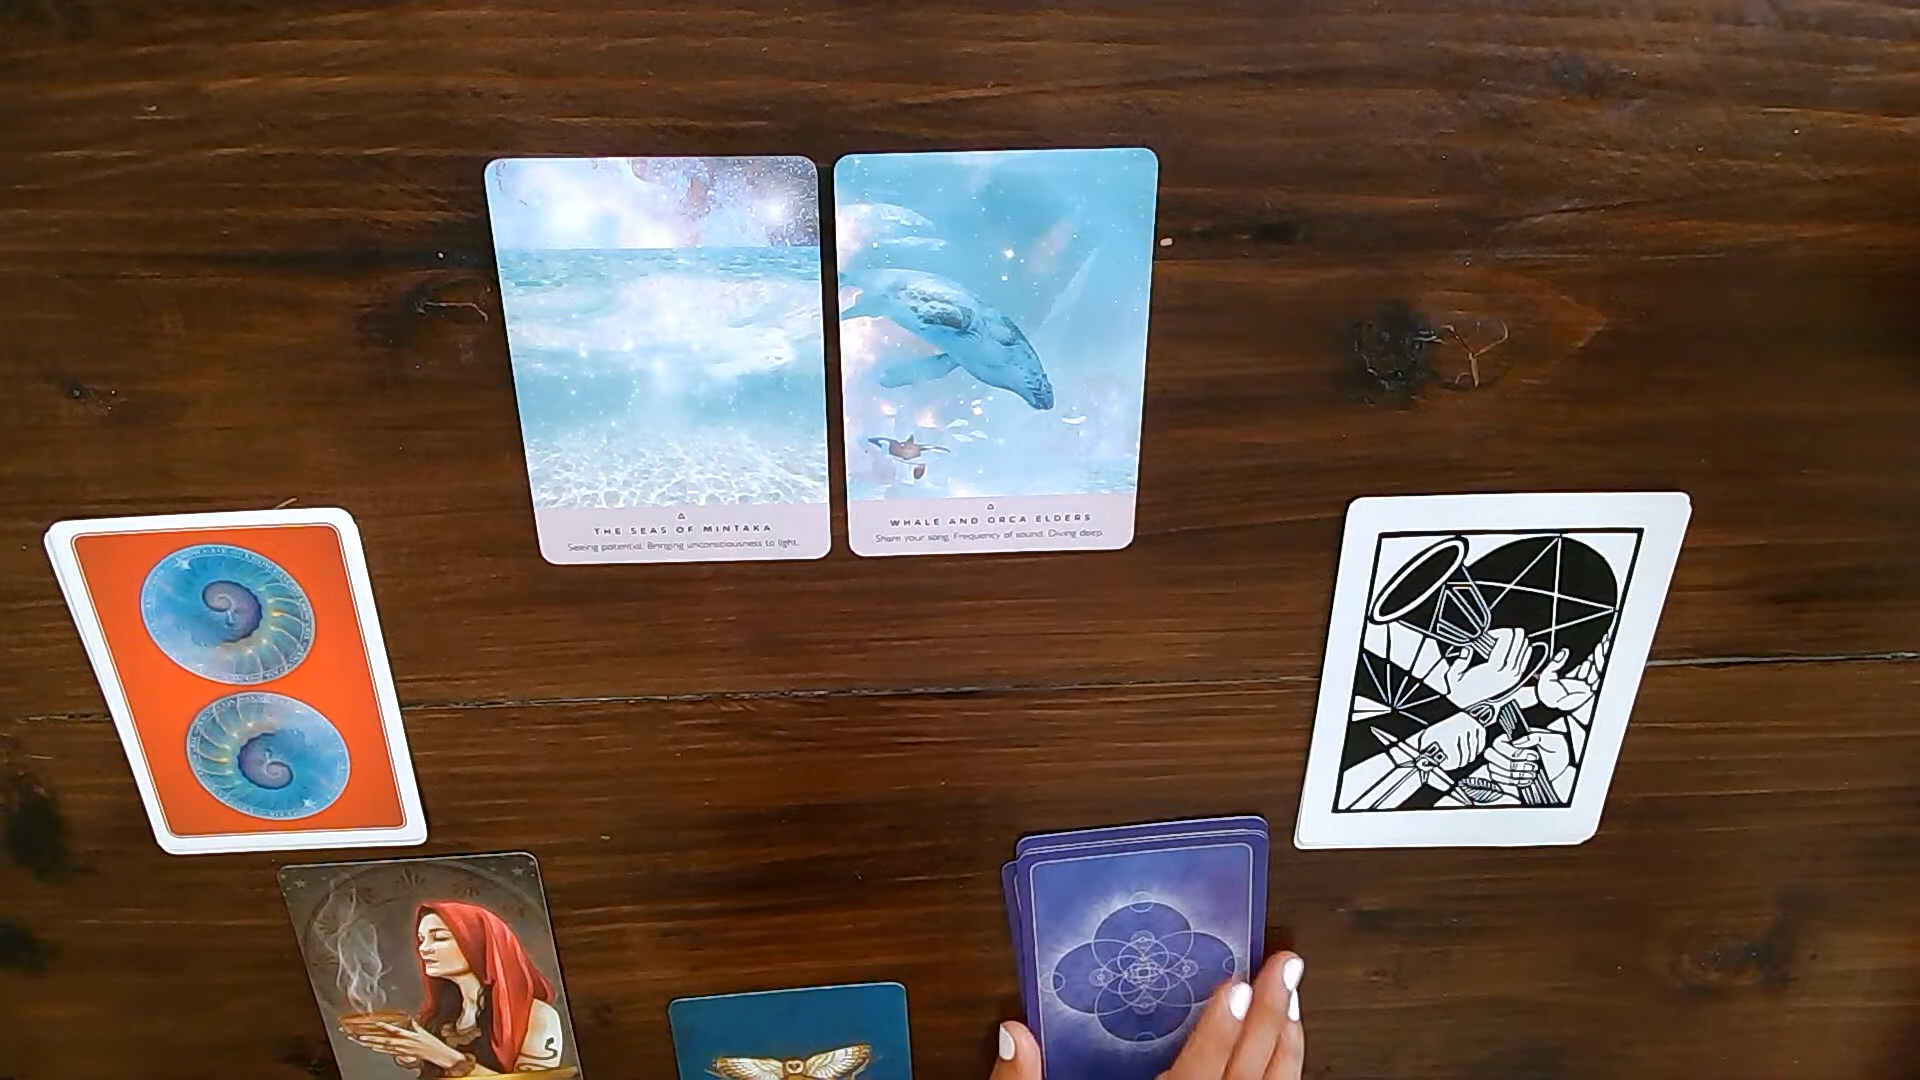 THE SEAS OF MINTAKA
Seeing potential. Bringing unconsciousness to light.
WHALE AND ORCA ELDERS
Share your song. Frequency of sound. Diving deep.